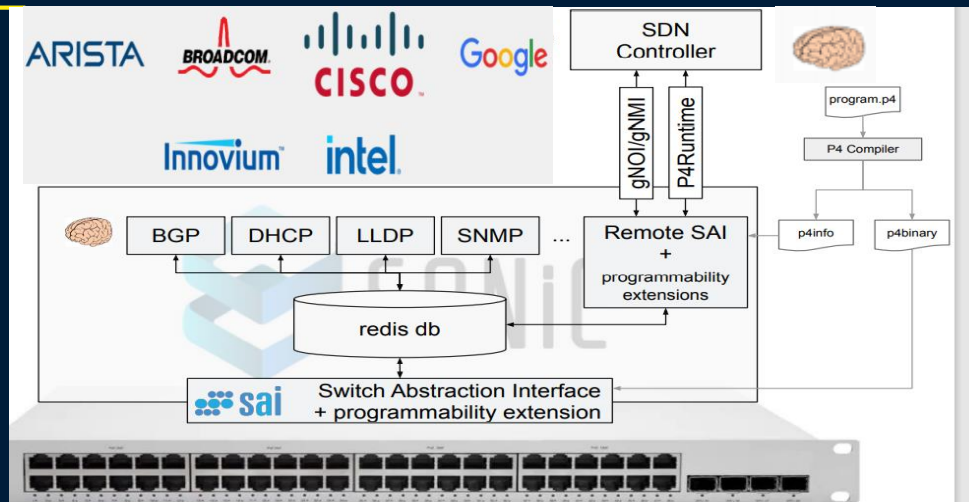 ARISTA
BROADCOM.
CISCO
Google
Innovium
intel.
SDN
Controller
gNOI/gNMI
P4Runtime
program.p4
P4 Compiler
p4info
p4binary
BGP
DHCP
LLDP
SNMP
...
Remote SAI
+
programmability
extensions
SONiC
redis db
sai
Switch Abstraction Interface
+ programmability extension